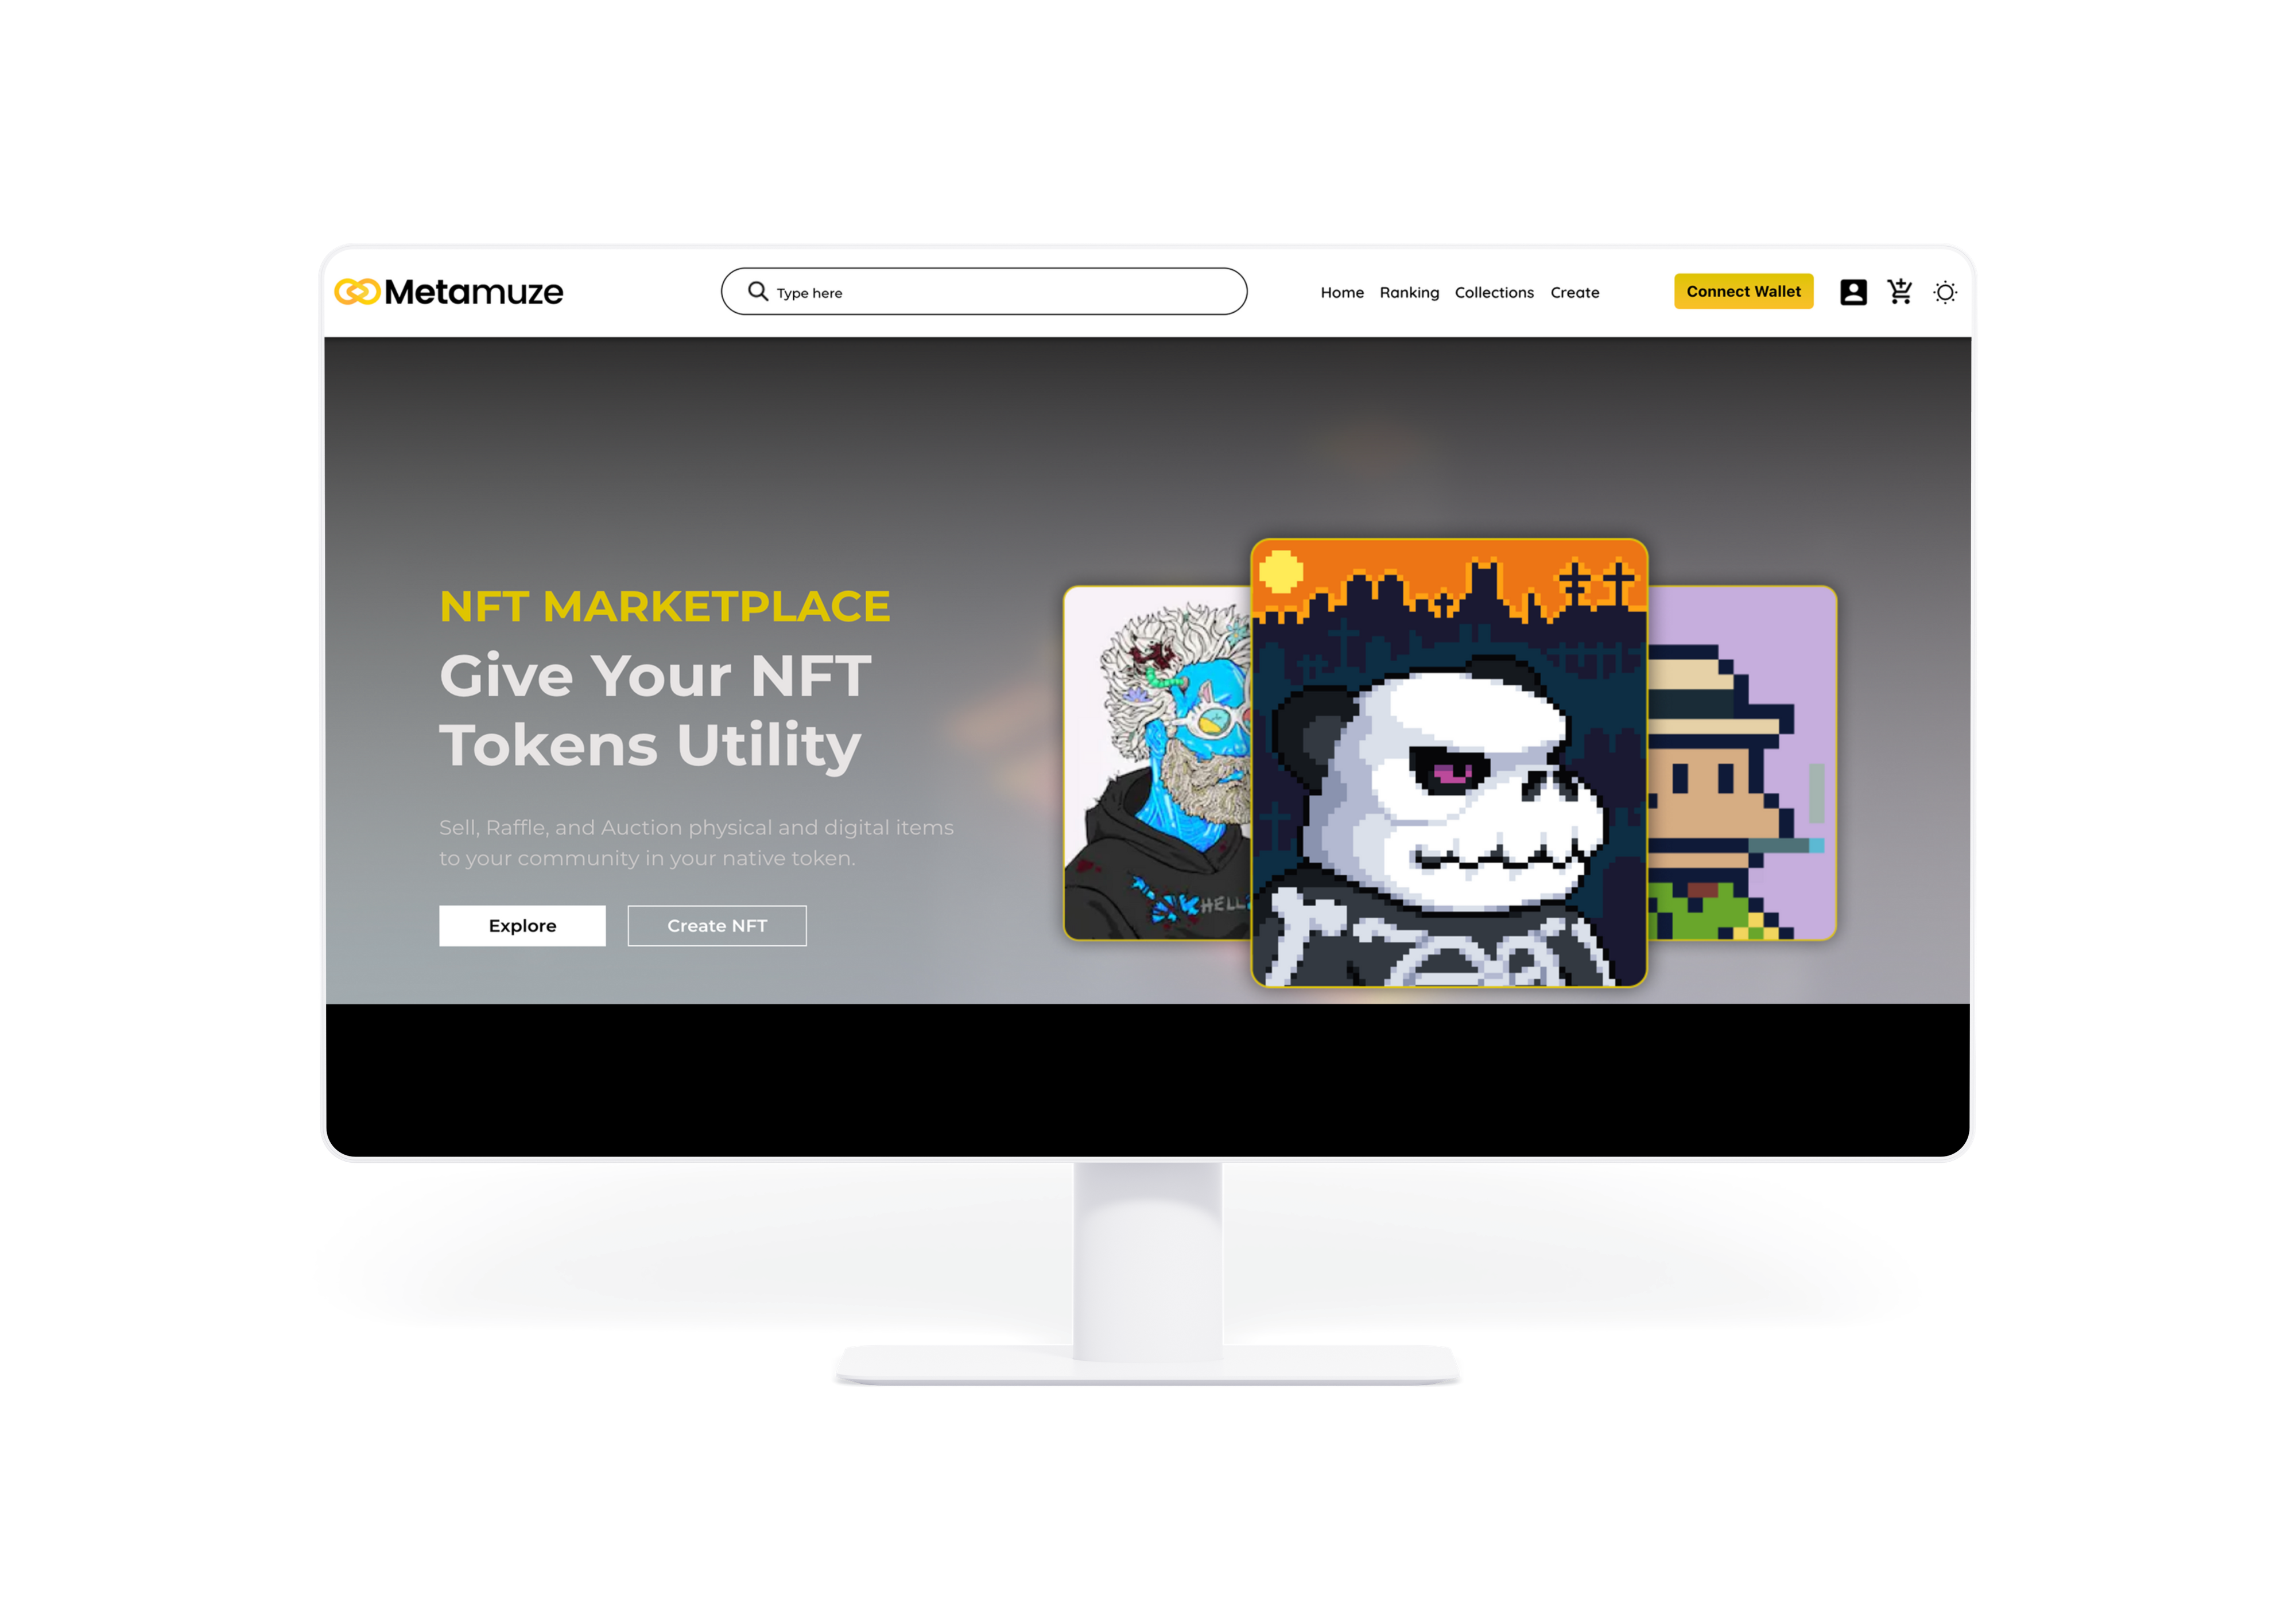 Metamuze
Type here
Home Ranking Collections Create
Connect Wallet
NFT MARKETPLACE
Give Your NFT
Tokens Utility
Sell, Raffle, and Auction physical and digital items
to your community in your native token.
Explore
Create NFT
HELL